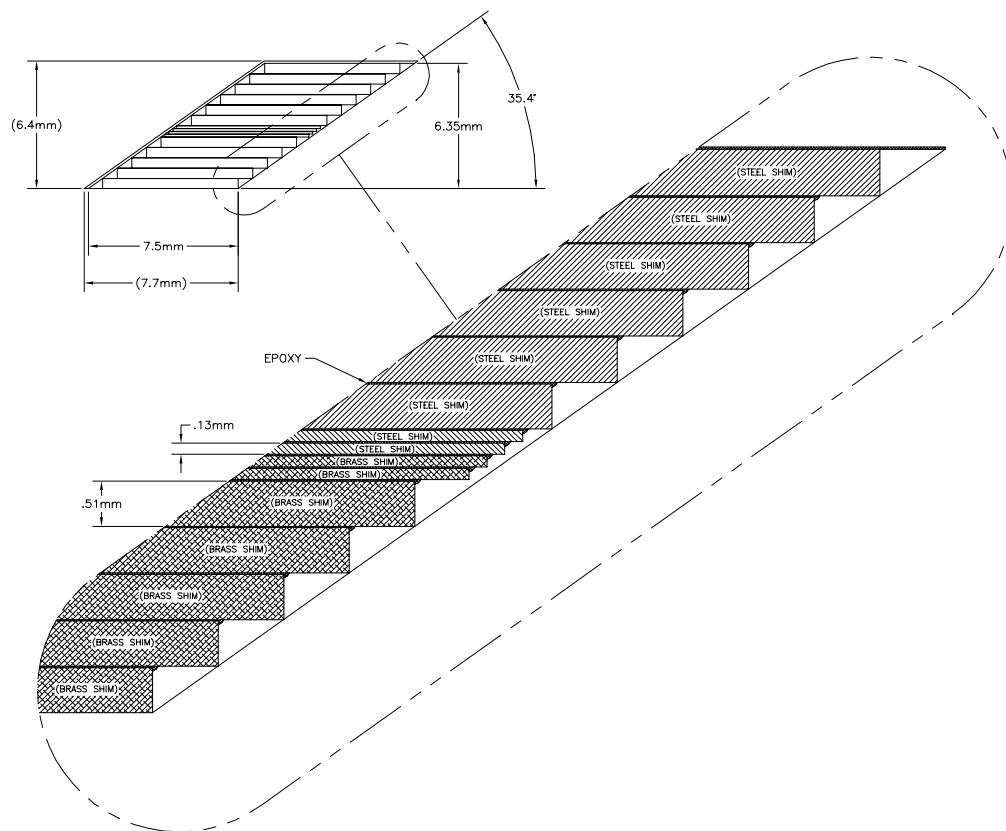 35.4°
(6.4mm)
6.35mm
7.5mm
(7.7mm)
(STEEL SHIM)
(STEEL SHIM)
(STEEL SHIM)
(STEEL SHIM)
(STEEL SHIM)
EPOXY
(STEEL SHIM)
.13mm
(STEEL SHIM)
(STEEL SHIM)
(BRASS SHIM)
(BRASS SHIM)
.51mm
(BRASS SHIM)
(BRASS SHIM)
(BRASS SHIM)
(BRASS SHIM)
(BRASS SHIM)